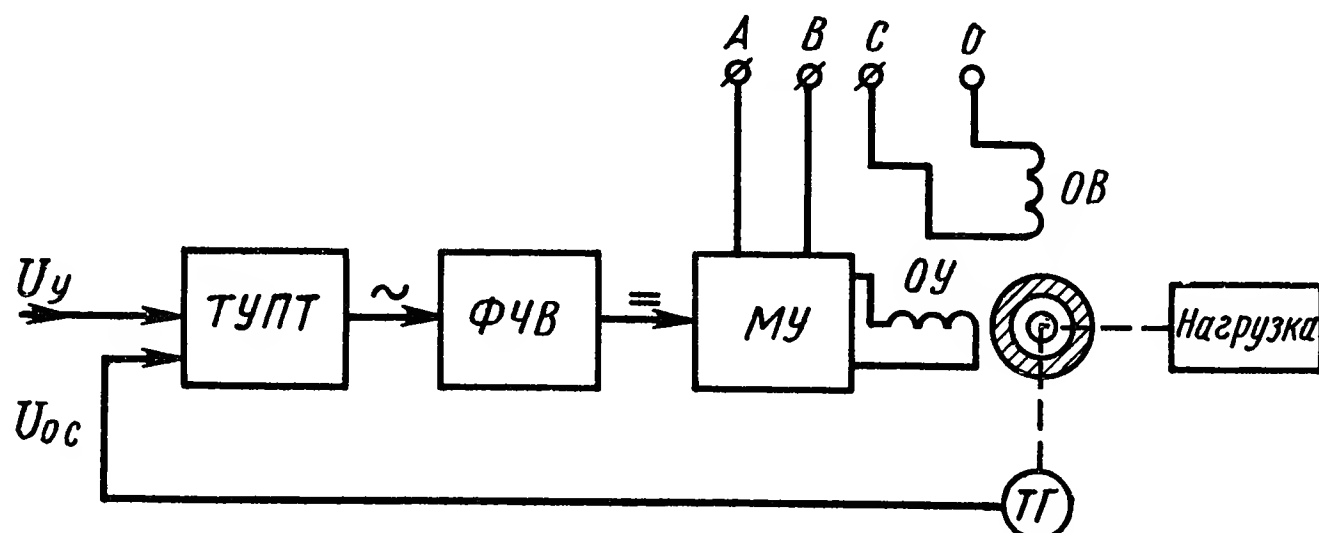 A B C 0
ОВ
Uу ТУПТ ~ ФЧВ = МУ ОУ Нагрузка
Uос
ТГ